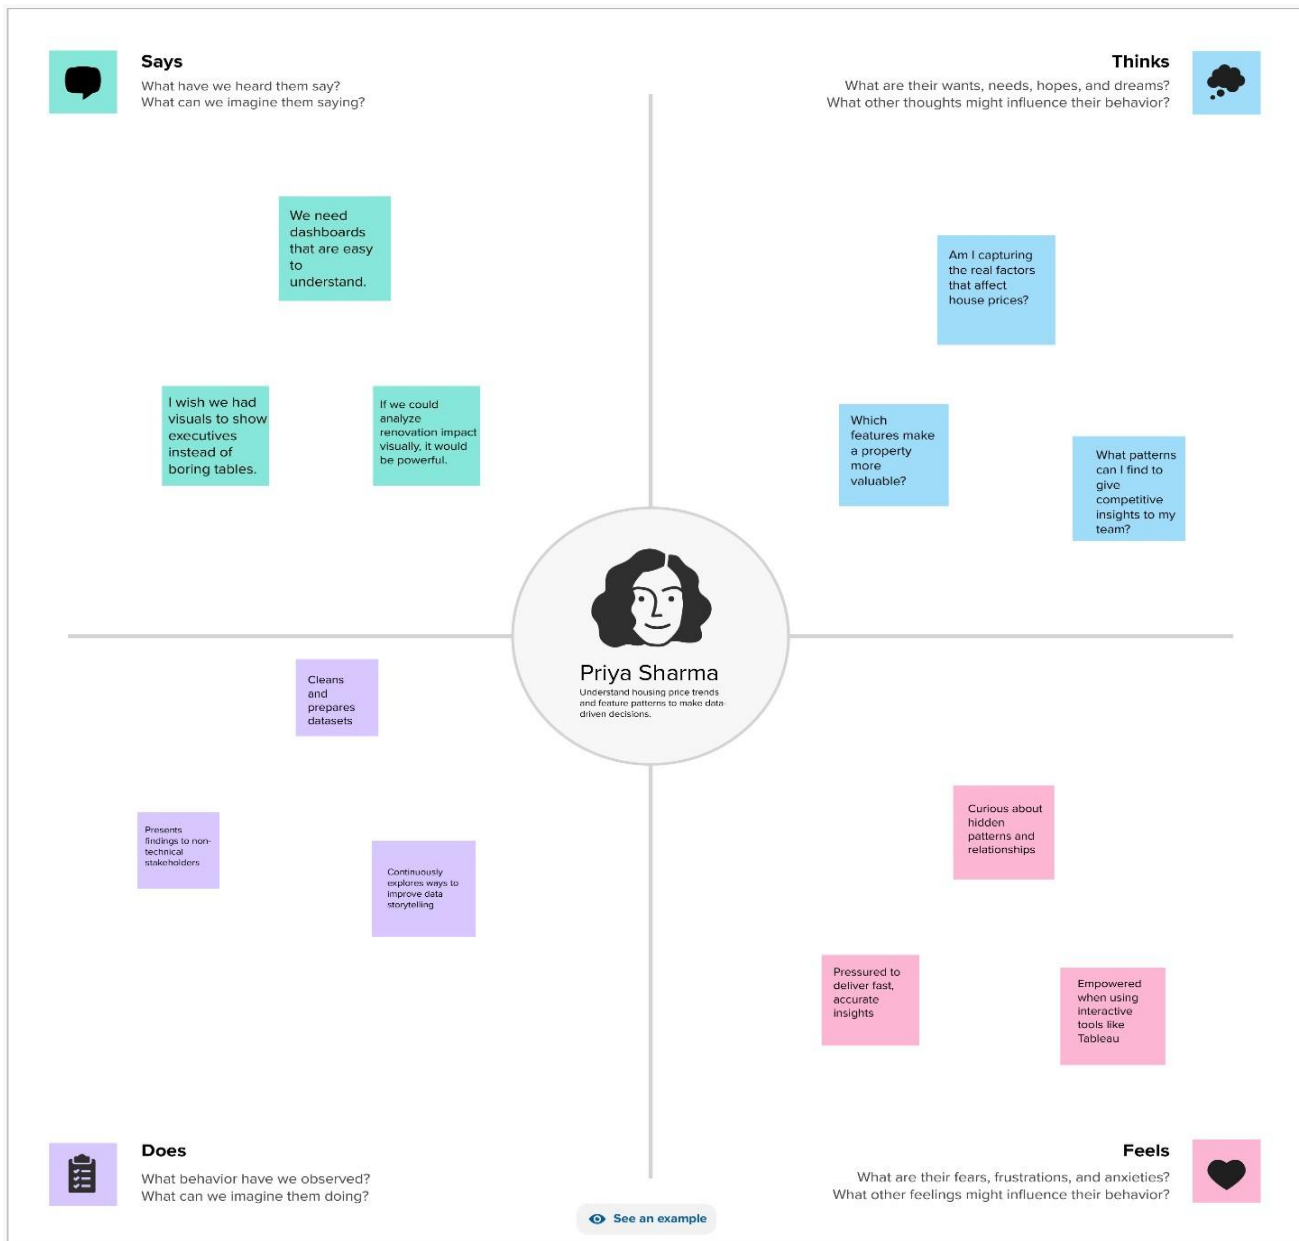 Says
What have we heard them say?
What can we imagine them saying?
Thinks
What are their wants, needs, hopes, and dreams?
What other thoughts might influence their behavior?
We need
dashboards
that are easy
to
understand.
I wish we had
visuals to show
executives
instead of
boring tables.
If we could
analyze
renovation impact
visually, it would
be powerful.
Am I capturing
the real factors
that affect
house prices?
Which
features make
a property
more
valuable?
What patterns
can I find to
give
competitive
insights to my
team?
Priya Sharma
Understand housing price trends
and feature patterns to make data-
driven decisions.
Cleans
and
prepares
datasets
Presents
findings to non-
technical
stakeholders
Continuously
explores ways to
improve data
storytelling
Curious about
hidden
patterns and
relationships
Pressured to
deliver fast,
accurate
insights
Empowered
when using
interactive
tools like
Tableau
Does
What behavior have we observed?
What can we imagine them doing?
Feels
What are their fears, frustrations, and anxieties?
What other feelings might influence their behavior?
See an example